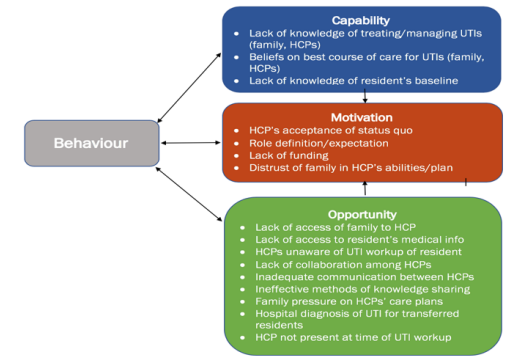 Capability
• Lack of knowledge of treating/managing UTIs
(family, HCPs)
• Beliefs on best course of care for UTIs (family,
HCPs)
• Lack of knowledge of resident's baseline
Behaviour
Motivation
• HCP's acceptance of status quo
• Role definition/expectation
• Lack of funding
• Distrust of family in HCP's abilities/plan
Opportunity
• Lack of access of family to HCP
• Lack of access to resident's medical info
• HCPs unaware of UTI workup of resident
• Lack of collaboration among HCPs
• Inadequate communication between HCPs
• Ineffective methods of knowledge sharing
• Family pressure on HCPs' care plans
• Hospital diagnosis of UTI for transferred
residents
• HCP not present at time of UTI workup